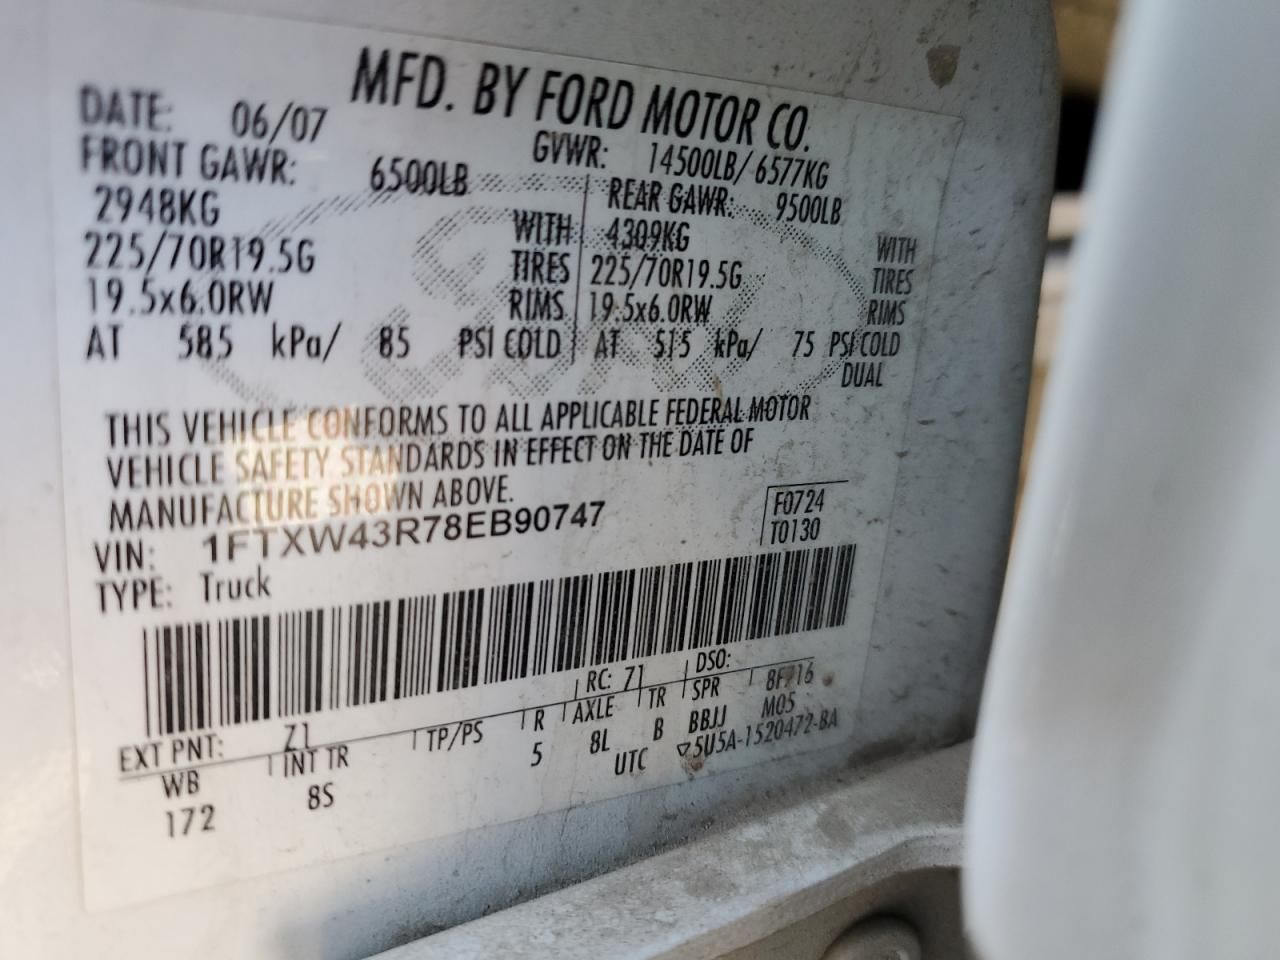 MFD. BY FORD MOTOR CO.
DATE: 06/07 GVWR: 14500LB/ 6577KG
FRONT GAWR: 6500LB REAR GAWR: 9500LB
2948KG WITH 4309KG WITH
225/70R19.5G TIRES 225/70R19.5G TIRES
19.5x6.0RW RIMS 19.5x6.0RW RIMS
AT 585 kPa/ 85 PSI COLD AT 515 kPa/ 75 PSI COLD
DUAL
THIS VEHICLE CONFORMS TO ALL APPLICABLE FEDERAL MOTOR
VEHICLE SAFETY STANDARDS IN EFFECT ON THE DATE OF
MANUFACTURE SHOWN ABOVE.
F0724
VIN: 1FTXW43R78EB90747 T0130
TYPE: Truck
EXT PNT: Z1 RC: 71 DSO:
WB INT TR TP/PS R AXLE TR SPR 8F716
172 8S 5 8L B BBJJ M05
UTC 5U5A-1520472-BA